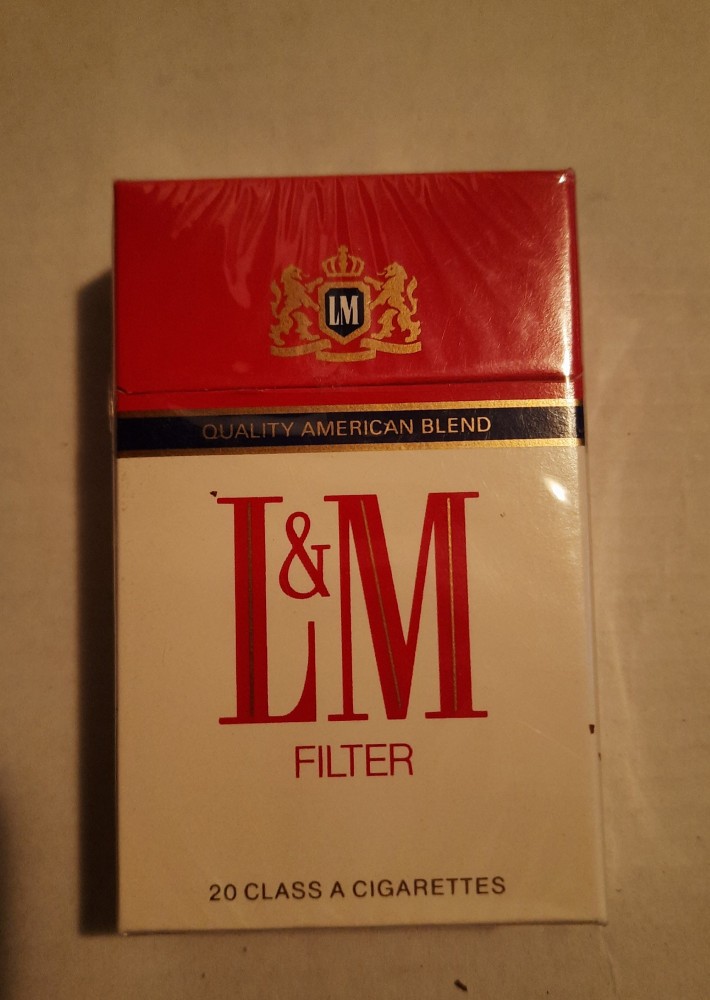 LM
QUALITY AMERICAN BLEND
L&M
FILTER
20 CLASS A CIGARETTES